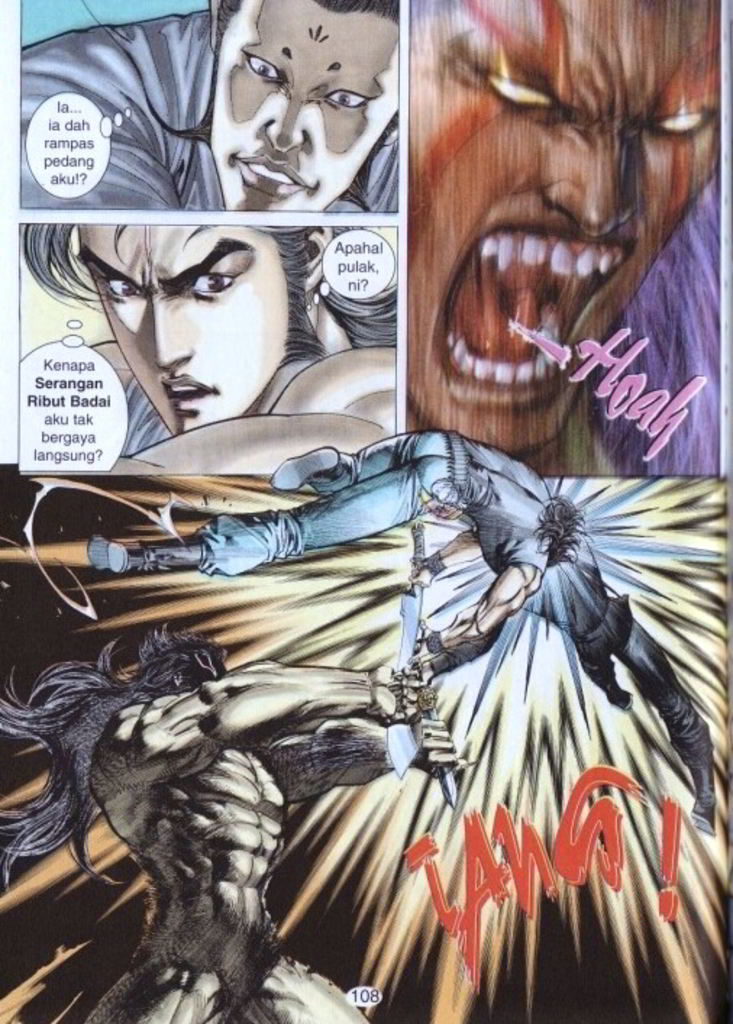 Ia...
ia dah
rampas
pedang
aku!?
Apahal
pulak,
ni?
Kenapa
Serangan
Ribut Badai
aku tak
bergaya
langsung?
Hoah
IANG!
108